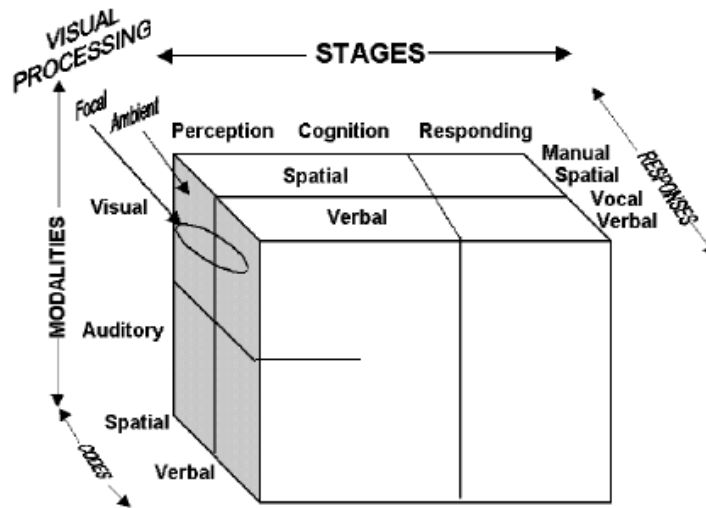 VISUAL
PROCESSING
STAGES
Focal
Ambient
Perception Cognition Responding
Manual
Spatial
Spatial
Vocal
Verbal
Visual
Verbal
RESPONSES
MODALITIES
Auditory
Spatial
Verbal
CODES